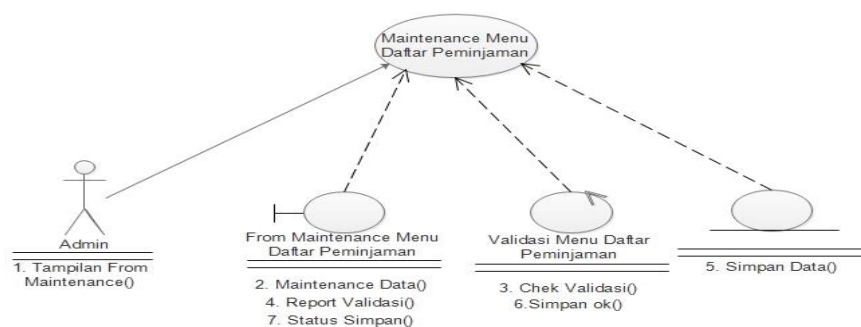 Maintenance Menu
Daftar Peminjaman
Admin
1. Tampilan From
Maintenance()
From Maintenance Menu
Daftar Peminjaman
2. Maintenance Data()
4. Report Validasi()
7. Status Simpan()
Validasi Menu Daftar
Peminjaman
3. Chek Validasi()
6.Simpan ok()
5. Simpan Data()